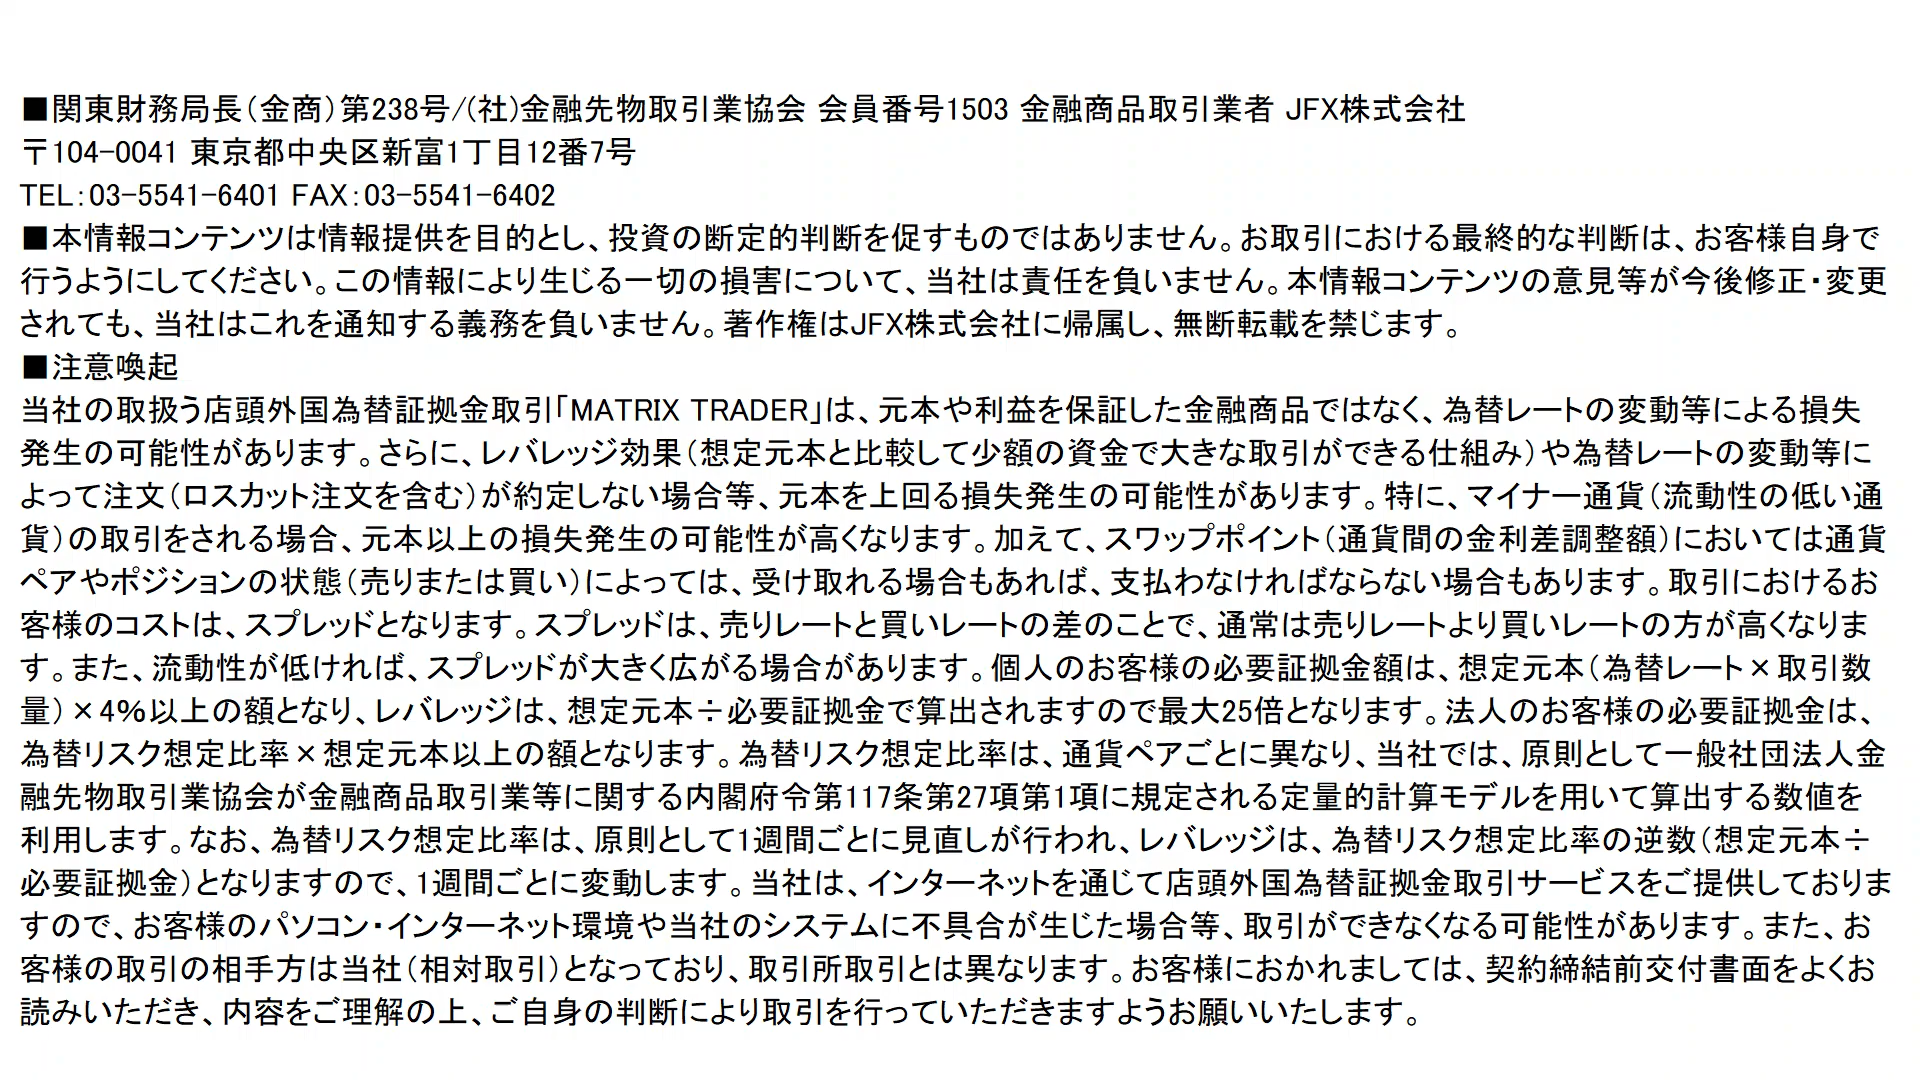 ■関東財務局長（金商）第238号/(社)金融先物取引業協会 会員番号1503 金融商品取引業者 JFX株式会社
〒104-0041 東京都中央区新富1丁目12番7号
TEL：03-5541-6401 FAX：03-5541-6402
■本情報コンテンツは情報提供を目的とし、投資の断定的判断を促すものではありません。お取引における最終的な判断は、お客様自身で
行うようにしてください。この情報により生じる一切の損害について、当社は責任を負いません。本情報コンテンツの意見等が今後修正・変更
されても、当社はこれを通知する義務を負いません。著作権はJFX株式会社に帰属し、無断転載を禁じます。
■注意喚起
当社の取扱う店頭外国為替証拠金取引「MATRIX TRADER」は、元本や利益を保証した金融商品ではなく、為替レートの変動等による損失
発生の可能性があります。さらに、レバレッジ効果（想定元本と比較して少額の資金で大きな取引ができる仕組み）や為替レートの変動等に
よって注文（ロスカット注文を含む）が約定しない場合等、元本を上回る損失発生の可能性があります。特に、マイナー通貨（流動性の低い通
貨）の取引をされる場合、元本以上の損失発生の可能性が高くなります。加えて、スワップポイント（通貨間の金利差調整額）においては通貨
ペアやポジションの状態（売りまたは買い）によっては、受け取れる場合もあれば、支払わなければならない場合もあります。取引におけるお
客様のコストは、スプレッドとなります。スプレッドは、売りレートと買いレートの差のことで、通常は売りレートより買いレートの方が高くなりま
す。また、流動性が低ければ、スプレッドが大きく広がる場合があります。個人のお客様の必要証拠金額は、想定元本（為替レート×取引数
量）×4％以上の額となり、レバレッジは、想定元本÷必要証拠金で算出されますので最大25倍となります。法人のお客様の必要証拠金は、
為替リスク想定比率×想定元本以上の額となります。為替リスク想定比率は、通貨ペアごとに異なり、当社では、原則として一般社団法人金
融先物取引業協会が金融商品取引業等に関する内閣府令第117条第27項第1項に規定される定量的計算モデルを用いて算出する数値を
利用します。なお、為替リスク想定比率は、原則として1週間ごとに見直しが行われ、レバレッジは、為替リスク想定比率の逆数（想定元本÷
必要証拠金）となりますので、1週間ごとに変動します。当社は、インターネットを通じて店頭外国為替証拠金取引サービスをご提供しておりま
すので、お客様のパソコン・インターネット環境や当社のシステムに不具合が生じた場合等、取引ができなくなる可能性があります。また、お
客様の取引の相手方は当社（相対取引）となっており、取引所取引とは異なります。お客様におかれましては、契約締結前交付書面をよくお
読みいただき、内容をご理解の上、ご自身の判断により取引を行っていただきますようお願いいたします。